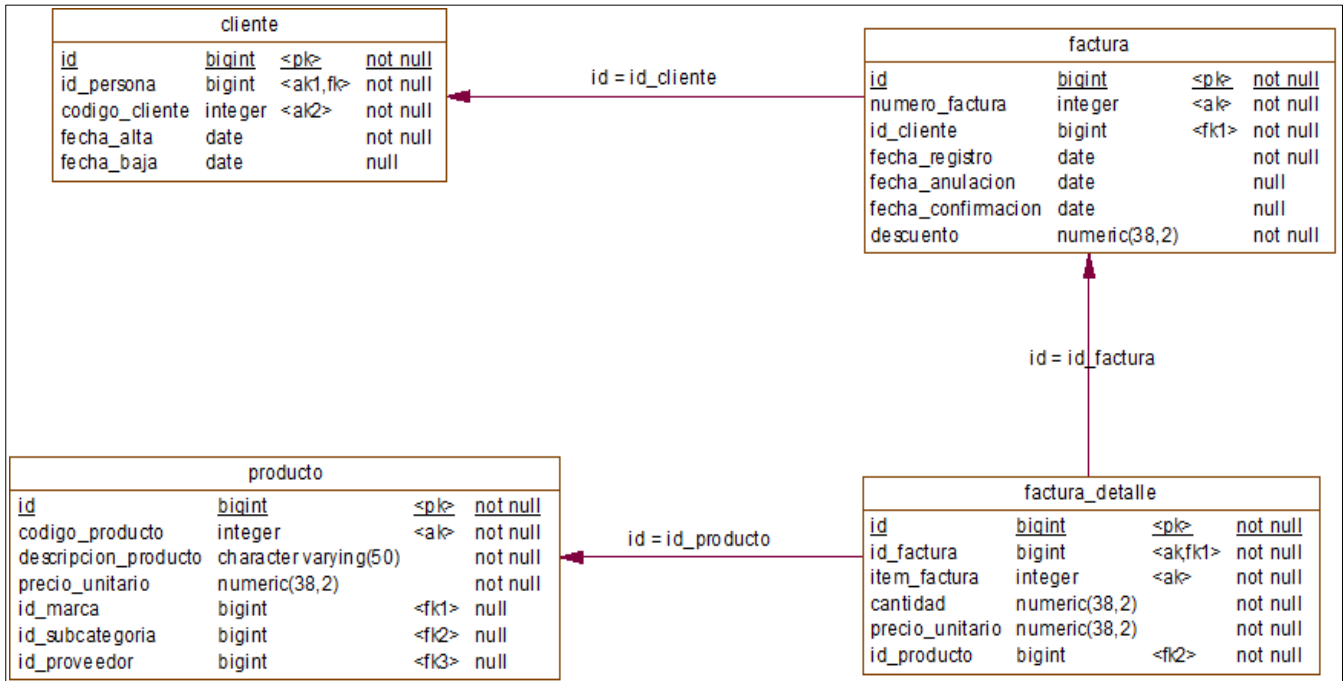 cliente
id bigint <pk> not null
id_persona bigint <ak1,fk> not null
codigo_cliente integer <ak2> not null
fecha_alta date not null
fecha_baja date null
id = id_cliente
factura
id bigint <pk> not null
numero_factura integer <ak> not null
id_cliente bigint <fk1> not null
fecha_registro date not null
fecha_anulacion date null
fecha_confirmacion date null
descuento numeric(38,2) not null
id = id_factura
producto
id bigint <pk> not null
codigo_producto integer <ak> not null
descripcion_producto character varying(50) not null
precio_unitario numeric(38,2) not null
id_marca bigint <fk1> null
id_subcategoria bigint <fk2> null
id_proveedor bigint <fk3> null
id = id_producto
factura_detalle
id bigint <pk> not null
id_factura bigint <ak,fk1> not null
item_factura integer <ak> not null
cantidad numeric(38,2) not null
precio_unitario numeric(38,2) not null
id_producto bigint <fk2> not null